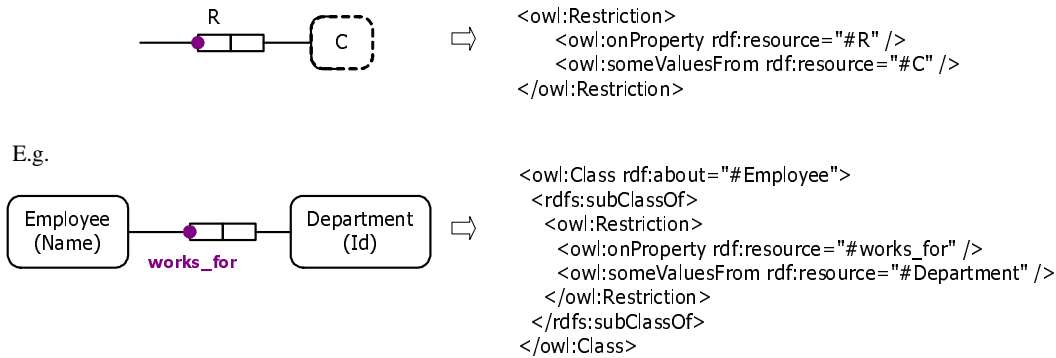 R
C
<owl:Restriction>
<owl:onProperty rdf:resource="#R" />
<owl:someValuesFrom rdf:resource="#C" />
</owl:Restriction>
E.g.
Employee
(Name)
works_for
Department
(Id)
<owl:Class rdf:about="#Employee">
<rdfs:subClassOf>
<owl:Restriction>
<owl:onProperty rdf:resource="#works_for" />
<owl:someValuesFrom rdf:resource="#Department" />
</owl:Restriction>
</rdfs:subClassOf>
</owl:Class>